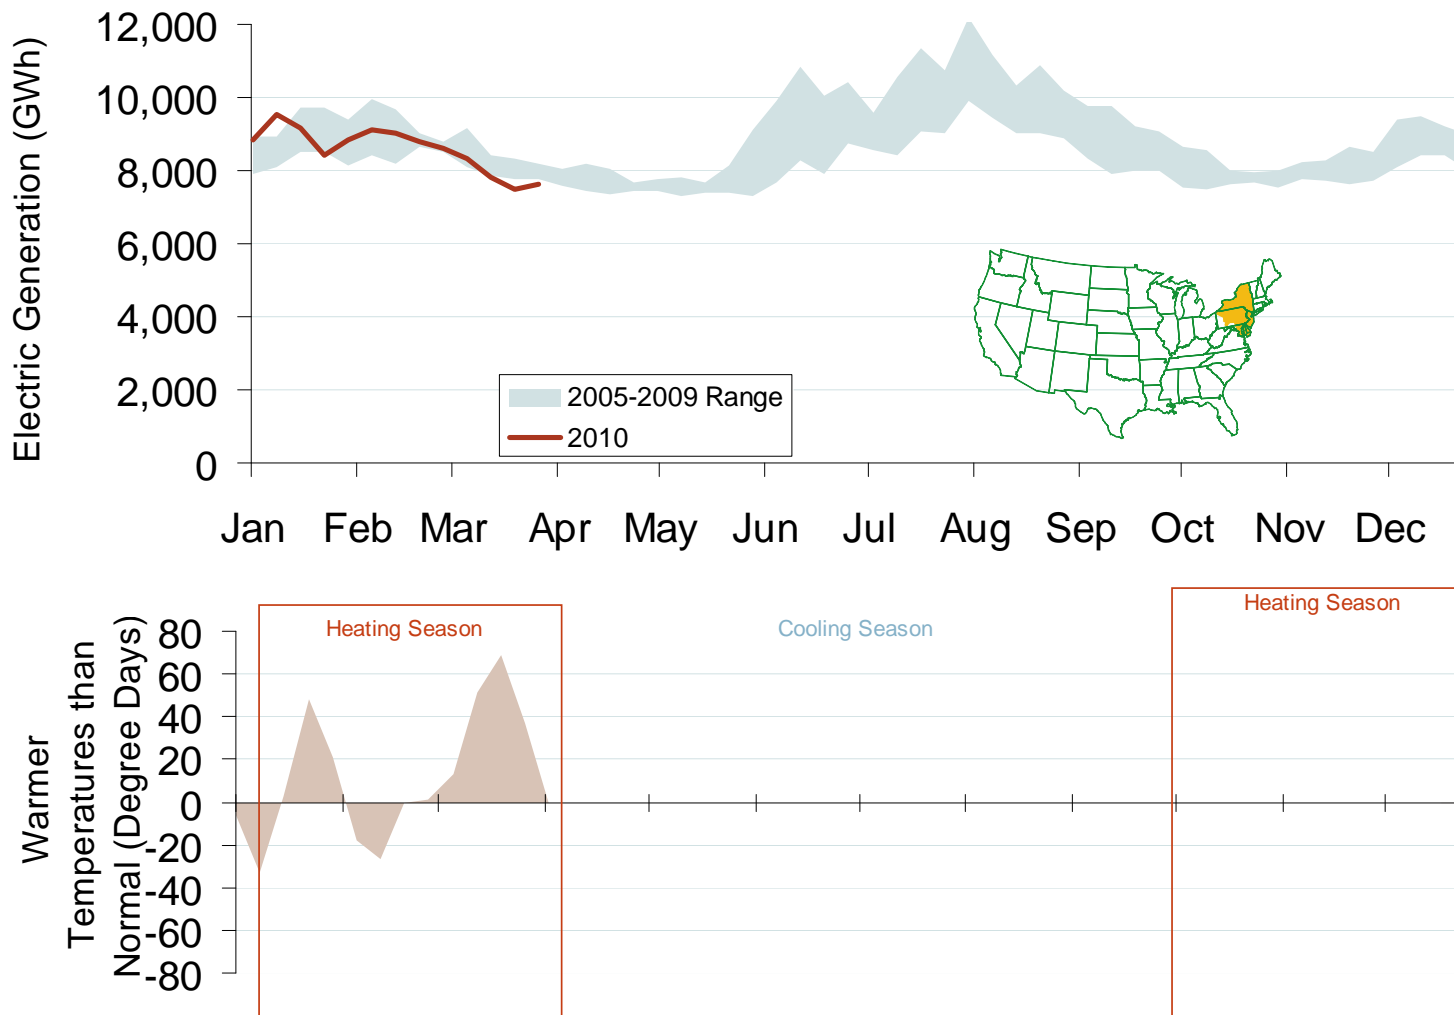 Electric Generation (GWh)
12,000
10,000
8,000
6,000
4,000
2,000
0
2005-2009 Range
2010
Jan Feb Mar Apr May Jun Jul Aug Sep Oct Nov Dec
Warmer
Temperatures than
Normal (Degree Days)
80
60
40
20
0
-20
-40
-60
-80
Heating Season
Cooling Season
Heating Season